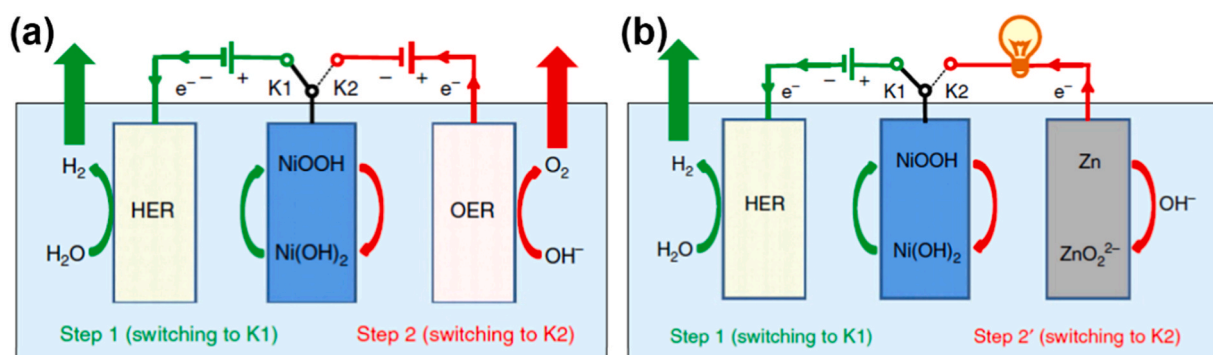 (a)
e⁻ − + K1 K2 − + e⁻
H₂ NiOOH O₂
HER OER
H₂O Ni(OH)₂ OH⁻
Step 1 (switching to K1) Step 2 (switching to K2)
(b)
e⁻ − + K1 K2 e⁻
H₂ NiOOH Zn
HER OH⁻
H₂O Ni(OH)₂ ZnO₂²⁻
Step 1 (switching to K1) Step 2′ (switching to K2)